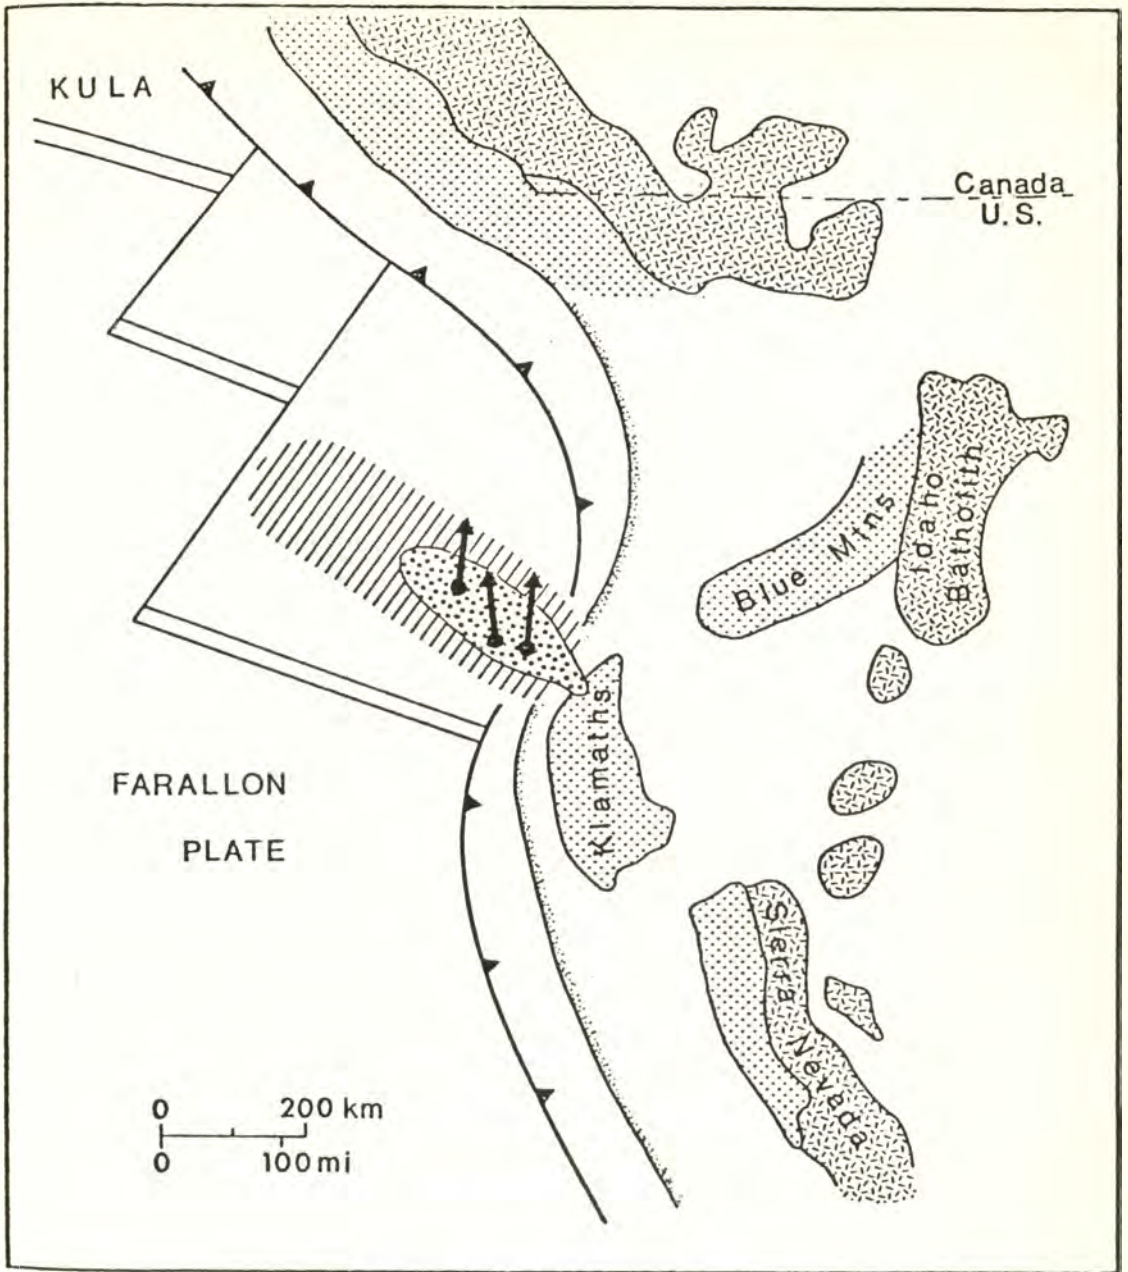 KULA
Canada
U.S.
Idaho
Batholith
Blue Mtns
Klamaths
FARALLON
PLATE
Sierra Nevada
0 200 km
0 100 mi